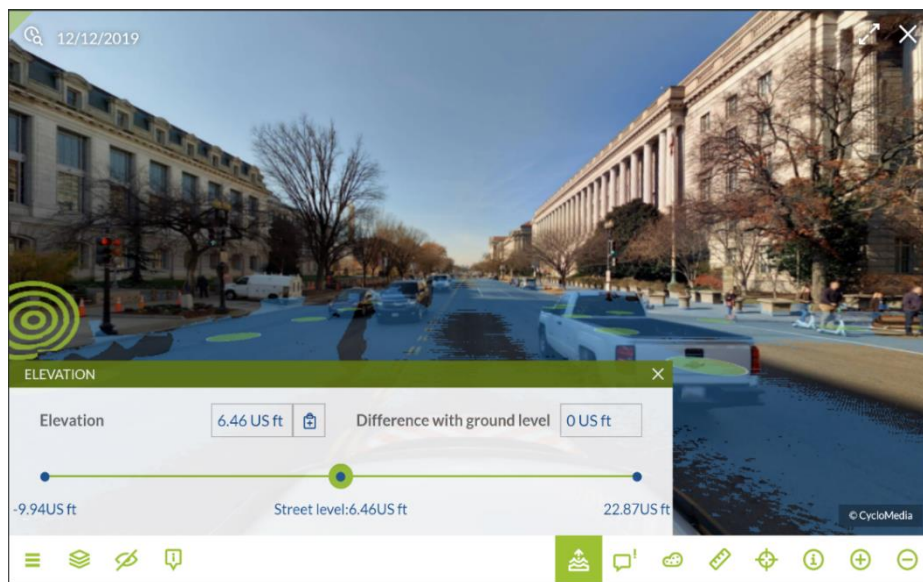 12/12/2019
ELEVATION
Elevation 6.46 US ft Difference with ground level 0 US ft
-9.94US ft Street level:6.46US ft 22.87US ft
© CycloMedia